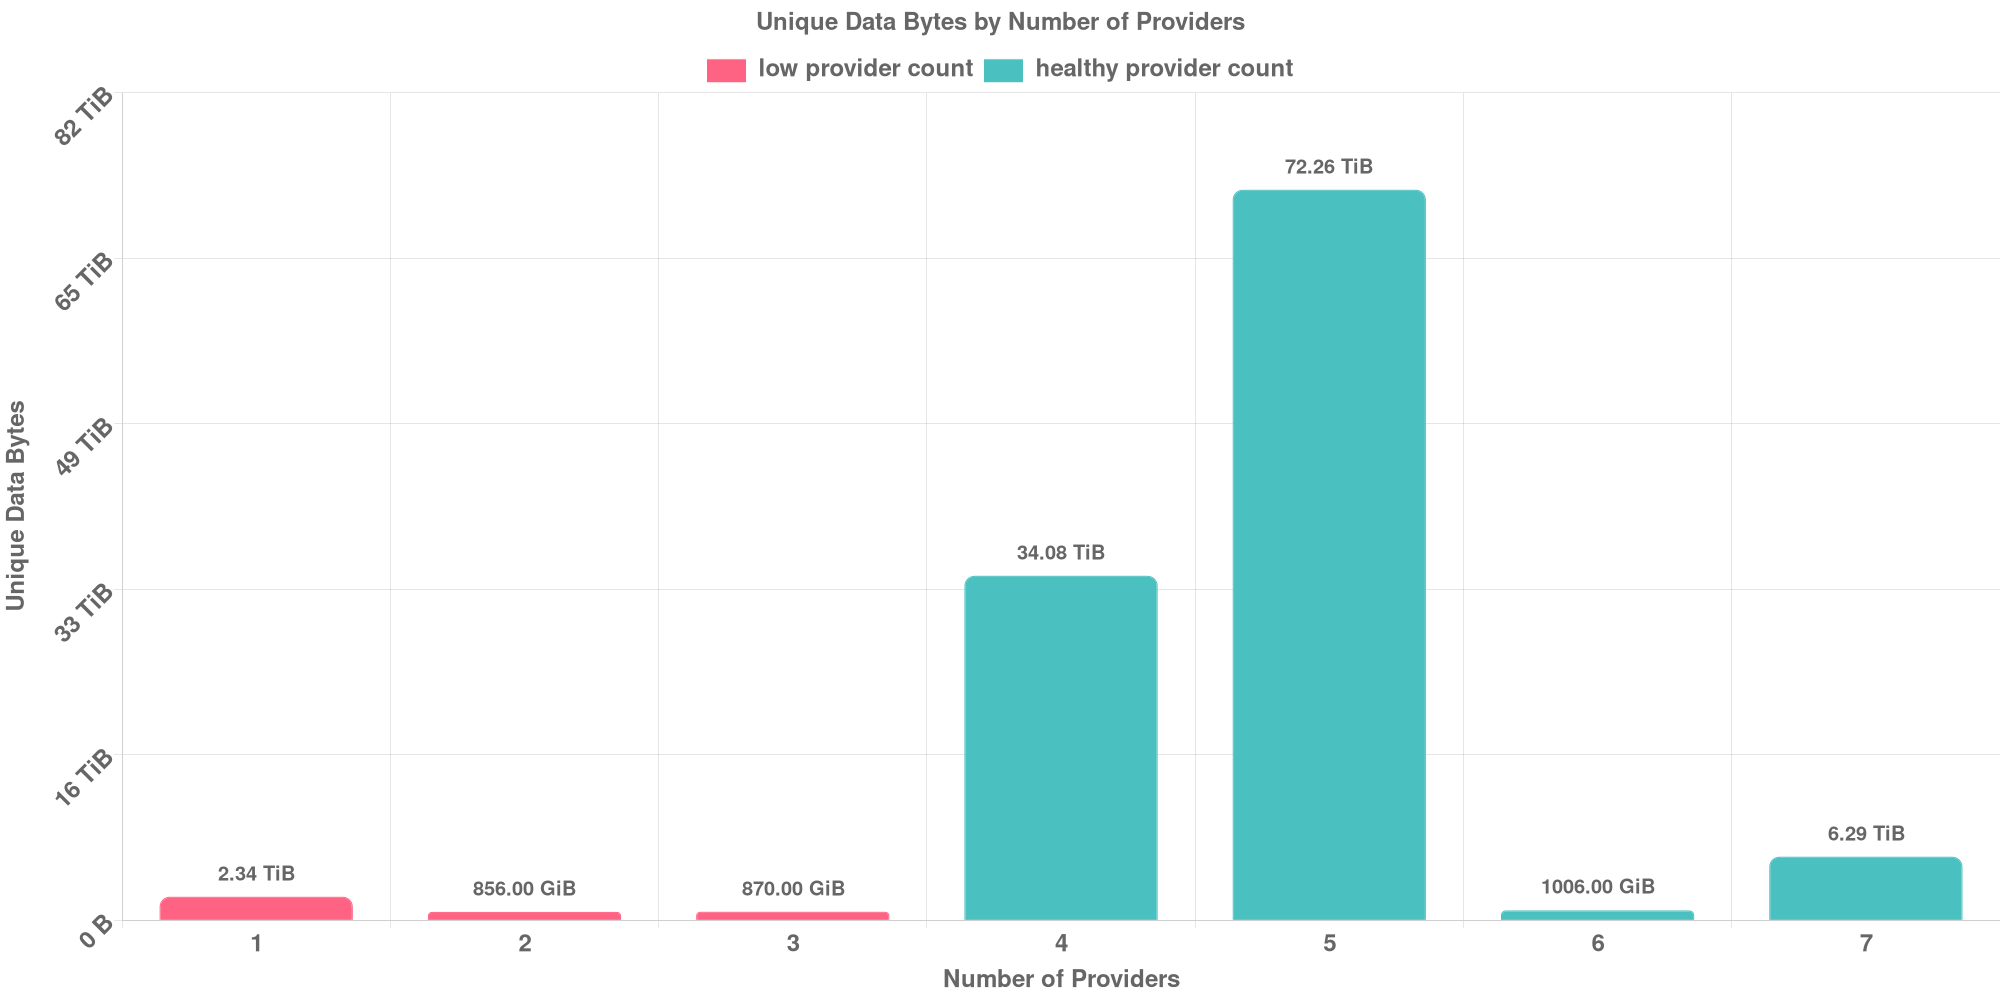 Unique Data Bytes by Number of Providers
low provider count
healthy provider count
82 TiB
65 TiB
49 TiB
33 TiB
16 TiB
0 B
Unique Data Bytes
2.34 TiB
856.00 GiB
870.00 GiB
34.08 TiB
72.26 TiB
1006.00 GiB
6.29 TiB
1
2
3
4
5
6
7
Number of Providers